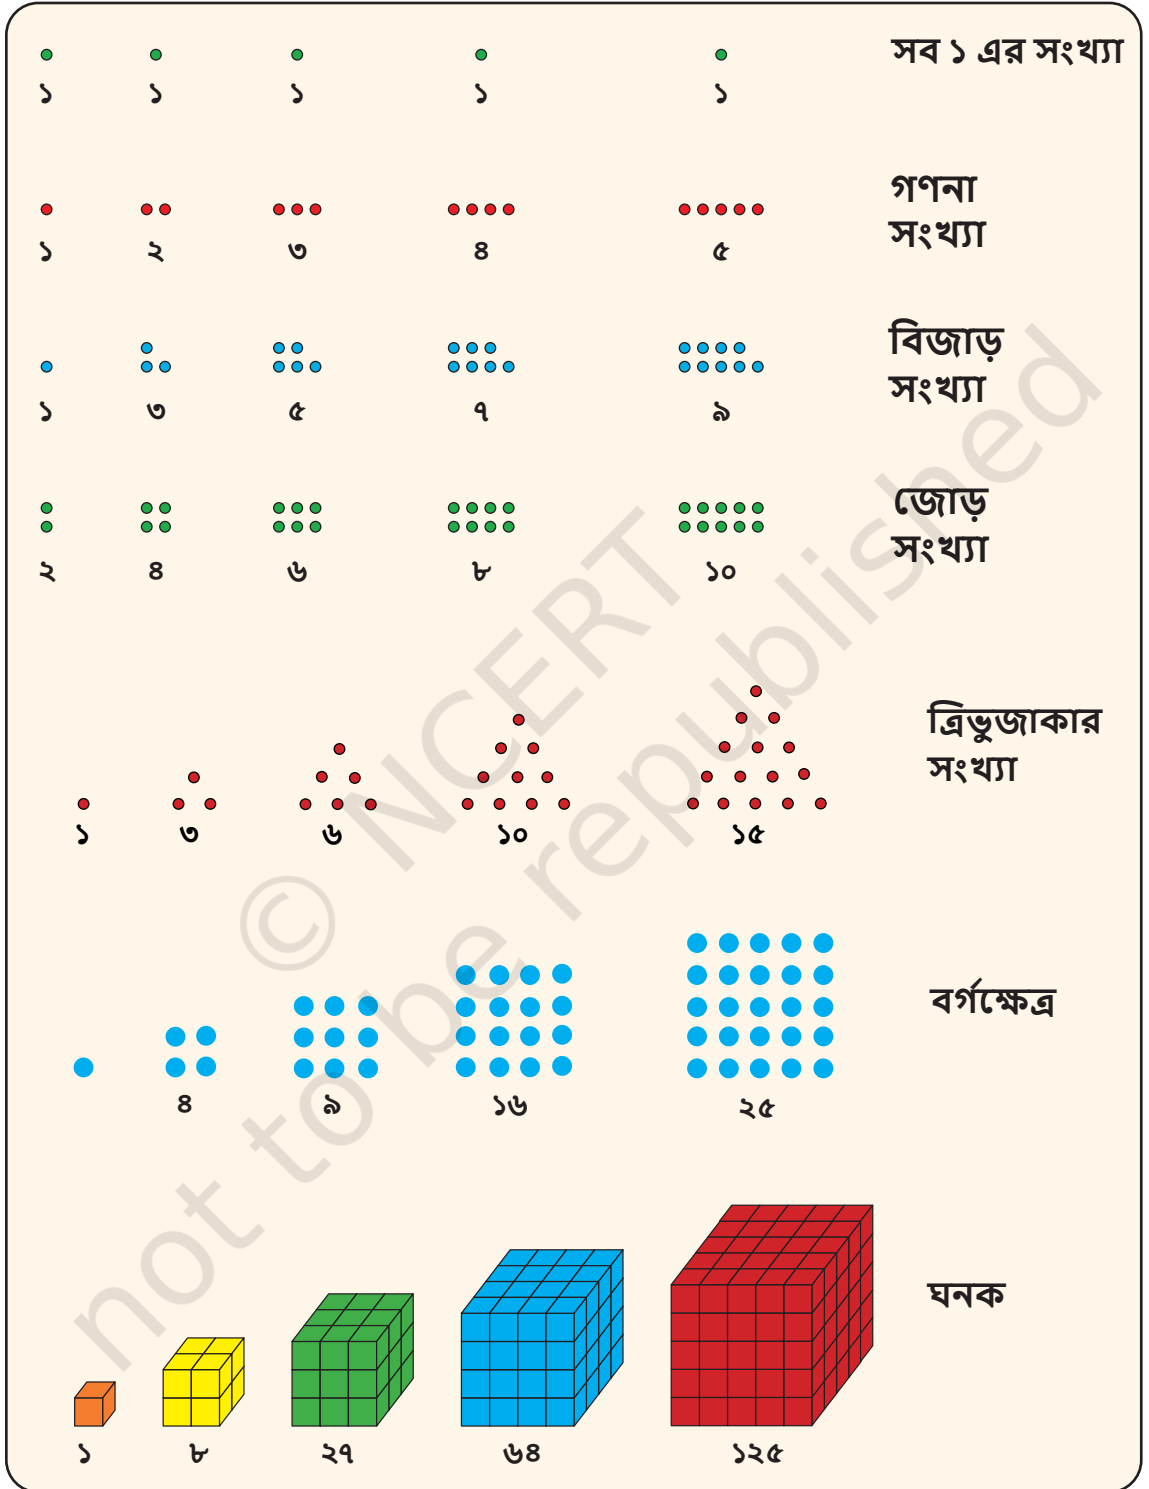 সব ১ এর সংখ্যা
১ ১ ১ ১ ১
গণনা
সংখ্যা
১ ২ ৩ ৪ ৫
বিজোড়
সংখ্যা
১ ৩ ৫ ৭ ৯
জোড়
সংখ্যা
২ ৪ ৬ ৮ ১০
ত্রিভুজাকার
সংখ্যা
১ ৩ ৬ ১০ ১৫
বর্গক্ষেত্র
৪ ৯ ১৬ ২৫
ঘনক
১ ৮ ২৭ ৬৪ ১২৫
© NCERT
not to be republished